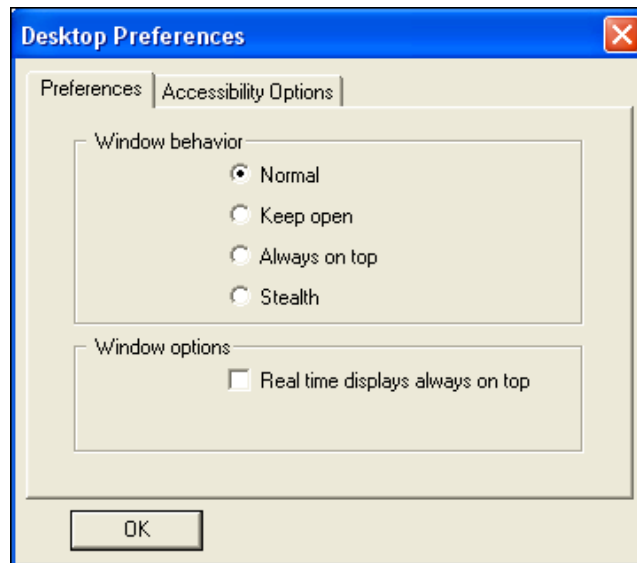 Desktop Preferences
Preferences Accessibility Options
Window behavior
Normal
Keep open
Always on top
Stealth
Window options
Real time displays always on top
OK